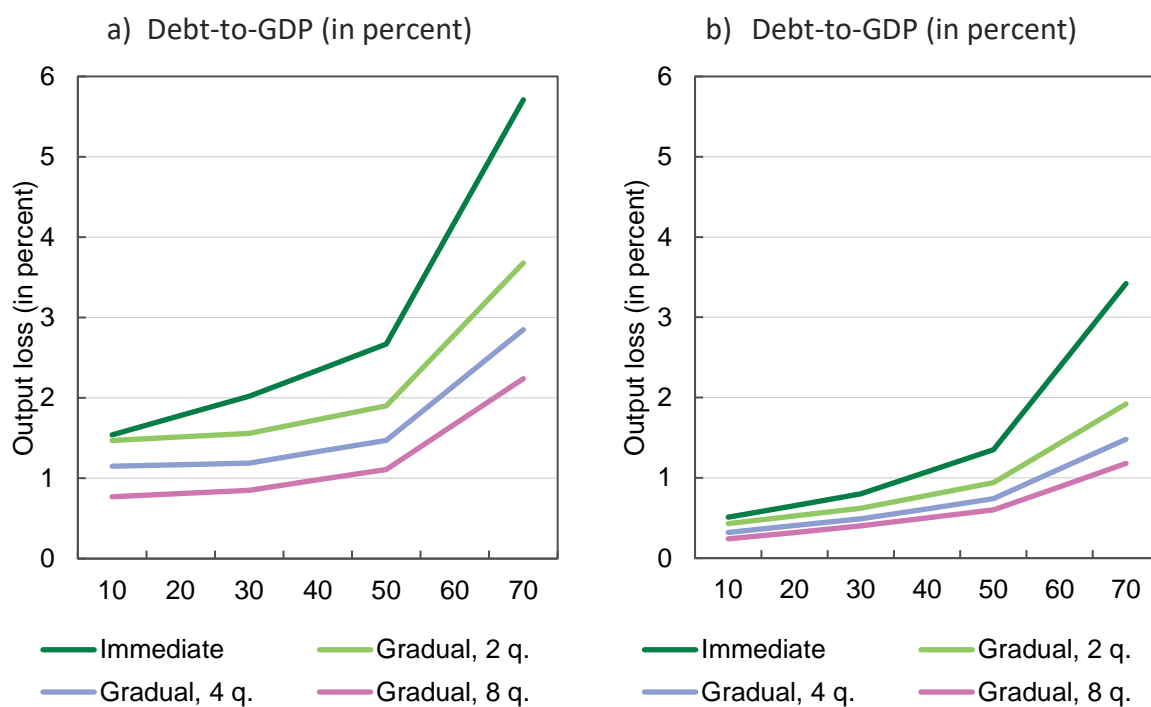 a) Debt-to-GDP (in percent)
6
5
4
3
2
1
0
Output loss (in percent)
10 20 30 40 50 60 70
Immediate
Gradual, 2 q.
Gradual, 4 q.
Gradual, 8 q.
b) Debt-to-GDP (in percent)
6
5
4
3
2
1
0
Output loss (in percent)
10 20 30 40 50 60 70
Immediate
Gradual, 2 q.
Gradual, 4 q.
Gradual, 8 q.